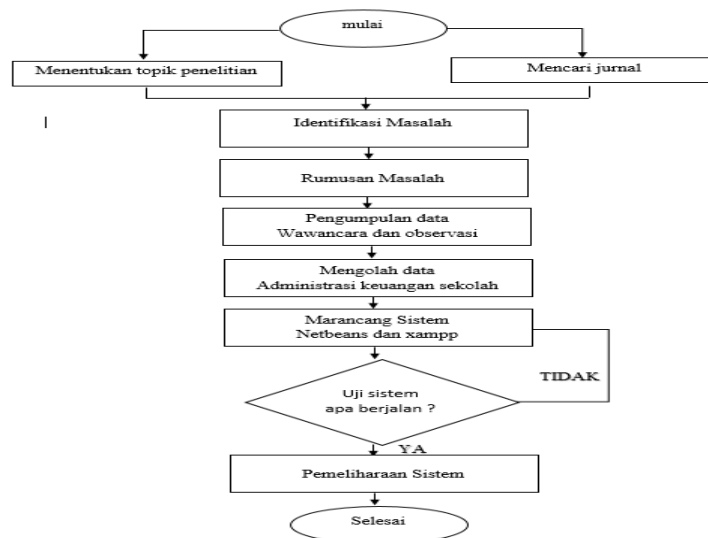 mulai
Menentukan topik penelitian
Mencari jurnal
Identifikasi Masalah
Rumusan Masalah
Pengumpulan data
Wawancara dan observasi
Mengolah data
Administrasi keuangan sekolah
Marancang Sistem
Netbeans dan xampp
TIDAK
Uji sistem
apa berjalan ?
YA
Pemeliharaan Sistem
Selesai